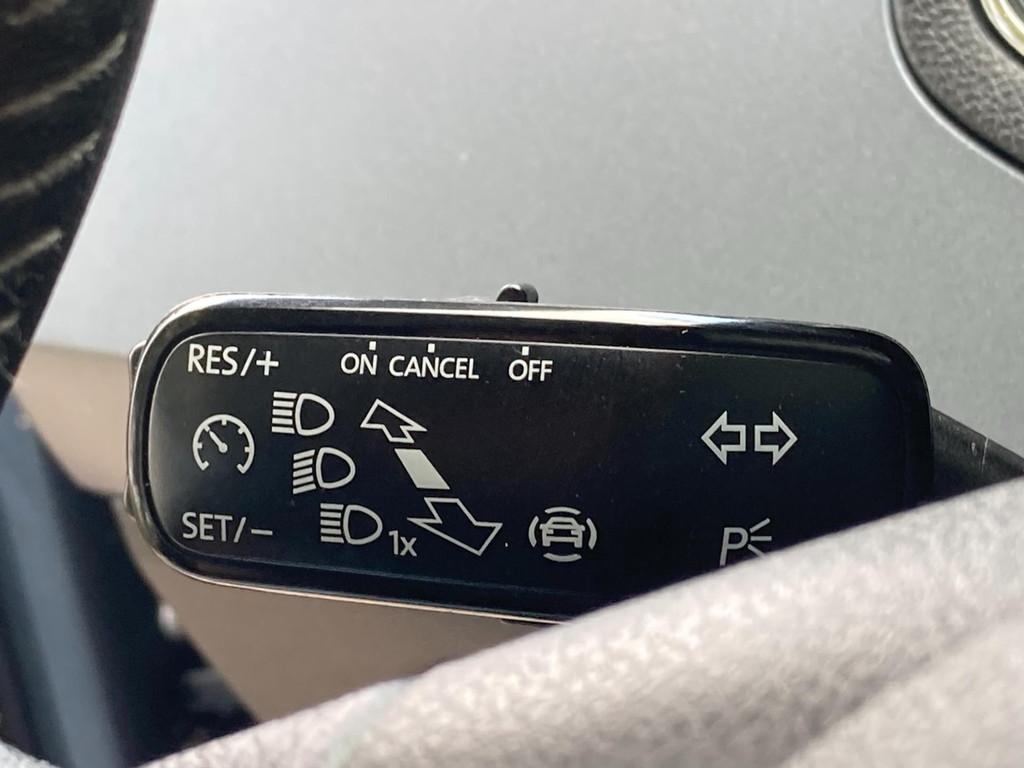 RES/+ ON CANCEL OFF
SET/− 1x P